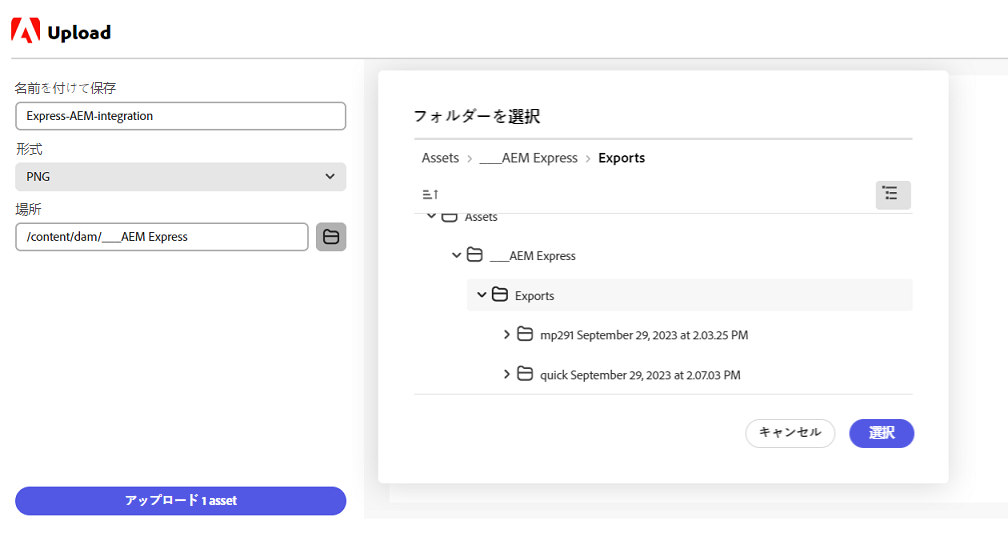 Upload
名前を付けて保存
Express-AEM-integration
形式
PNG
場所
/content/dam/___AEM Express
アップロード 1 asset
フォルダーを選択
Assets > ___AEM Express > Exports
Assets
___AEM Express
Exports
mp291 September 29, 2023 at 2.03.25 PM
quick September 29, 2023 at 2.07.03 PM
キャンセル 選択